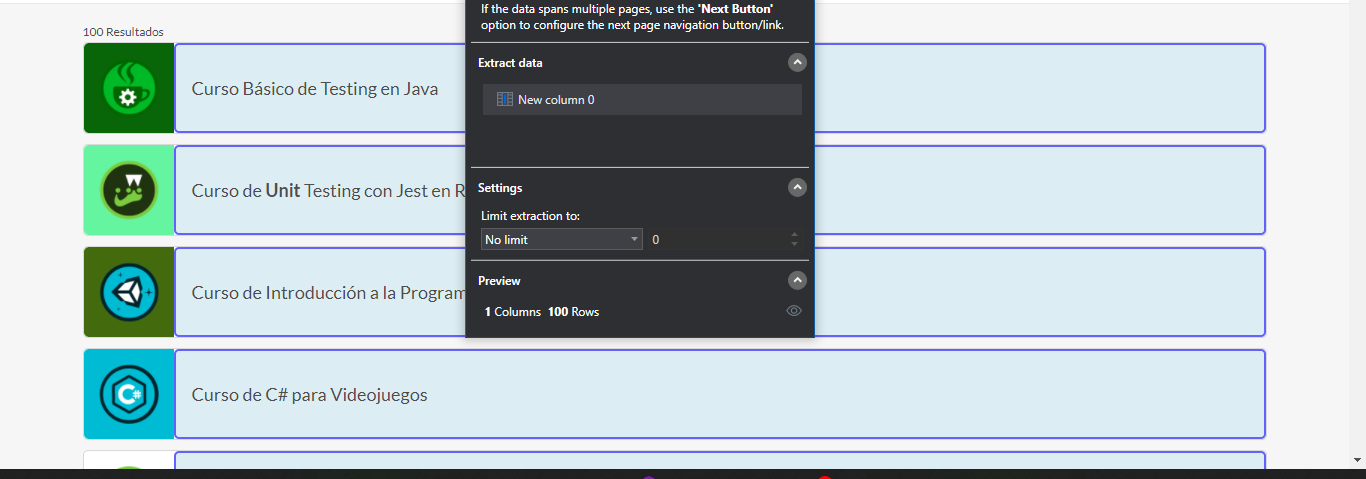 If the data spans multiple pages, use the 'Next Button'
option to configure the next page navigation button/link.
100 Resultados
Extract data
New column 0
Curso Básico de Testing en Java
Settings
Curso de Unit Testing con Jest en R
Limit extraction to:
No limit
0
Preview
Curso de Introducción a la Program
1 Columns 100 Rows
C#
Curso de C# para Videojuegos